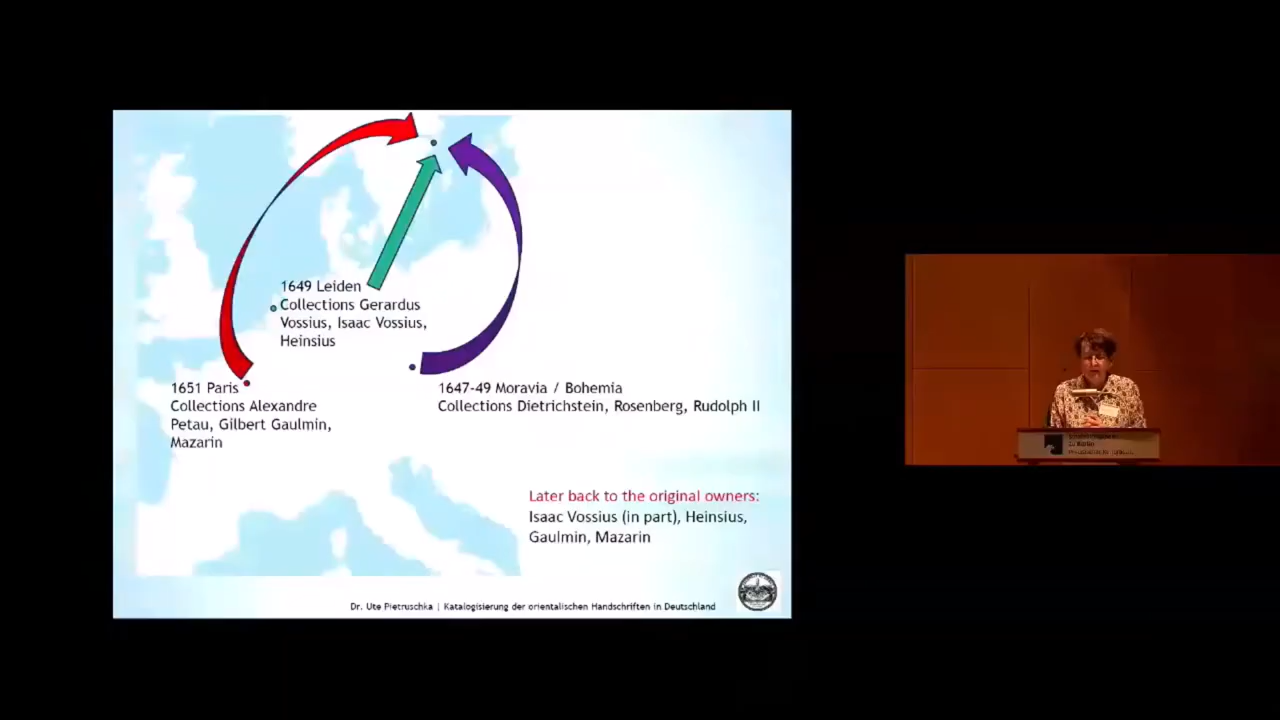 1649 Leiden
Collections Gerardus
Vossius, Isaac Vossius,
Heinsius
1651 Paris
Collections Alexandre
Petau, Gilbert Gaulmin,
Mazarin
1647-49 Moravia / Bohemia
Collections Dietrichstein, Rosenberg, Rudolph II
Later back to the original owners:
Isaac Vossius (in part), Heinsius,
Gaulmin, Mazarin
Dr. Ute Pietruschka | Katalogisierung der orientalischen Handschriften in Deutschland